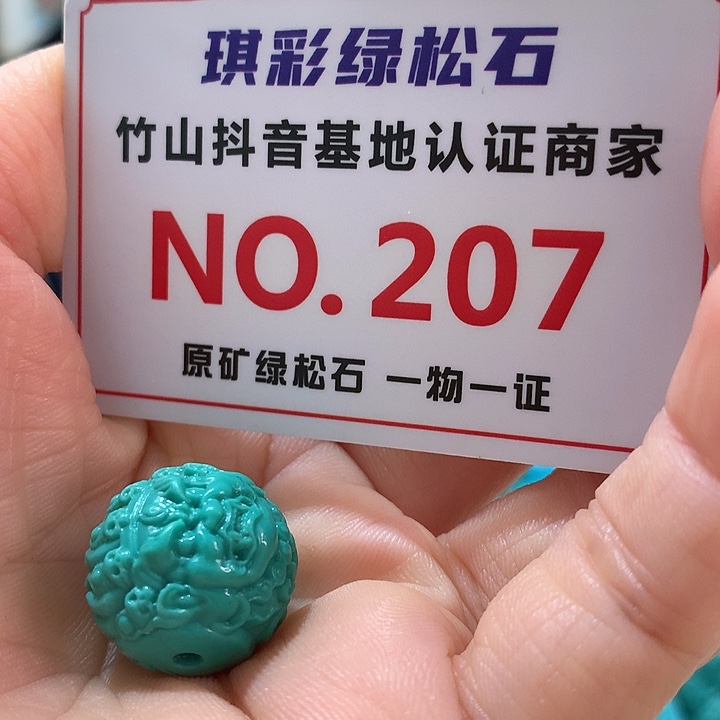 琪彩绿松石
竹山抖音基地认证商家
NO.207
原矿绿松石 一物一证